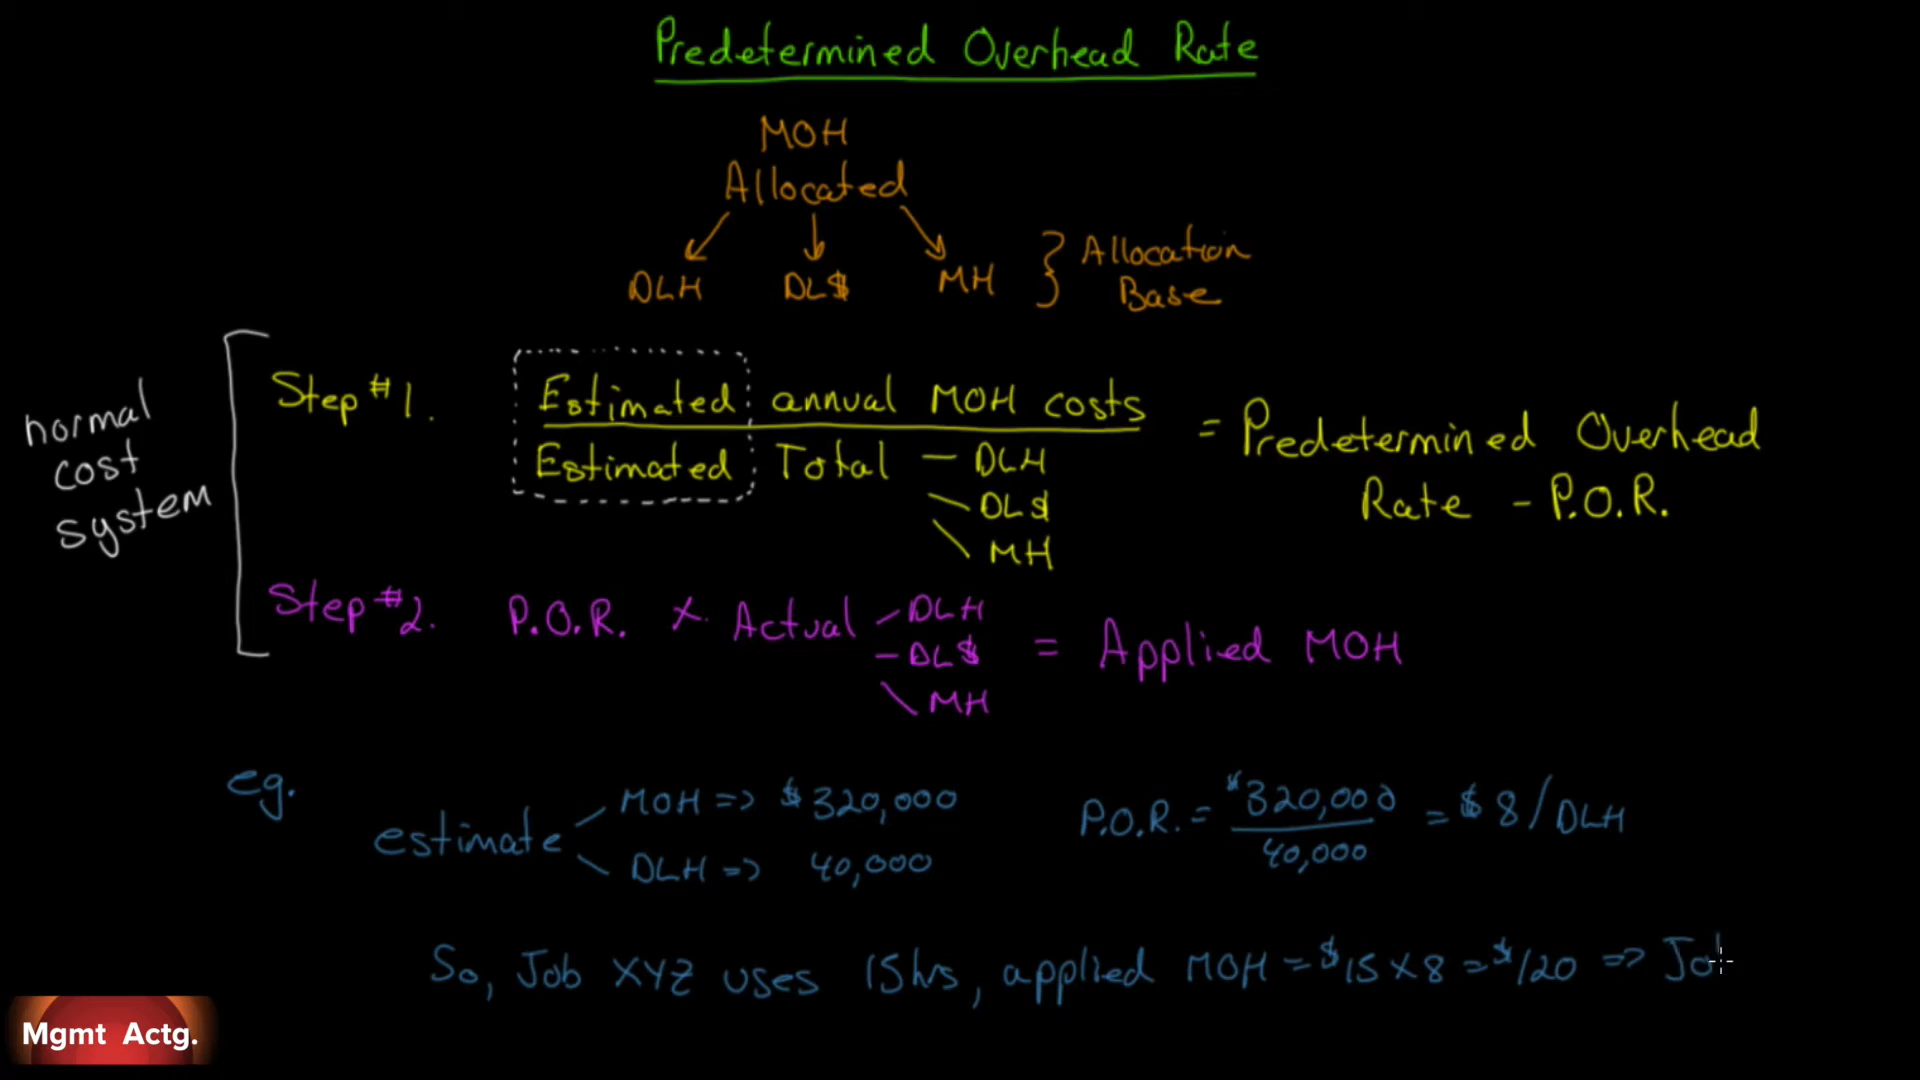 Predetermined Overhead Rate
MOH
Allocated
DLH DL$ MH } Allocation
Base
normal
cost
system
Step #1. Estimated annual MOH costs
Estimated Total - DLH
- DL$
- MH
= Predetermined Overhead
Rate - P.O.R.
Step #2. P.O.R. x Actual - DLH
- DL$
- MH
= Applied MOH
eg.
estimate
MOH => $320,000
DLH => 40,000
P.O.R. = $320,000 = $8/DLH
40,000
So, Job XYZ uses 15hrs, applied MOH = $15 x 8 = $120 => Jo
Mgmt Actg.